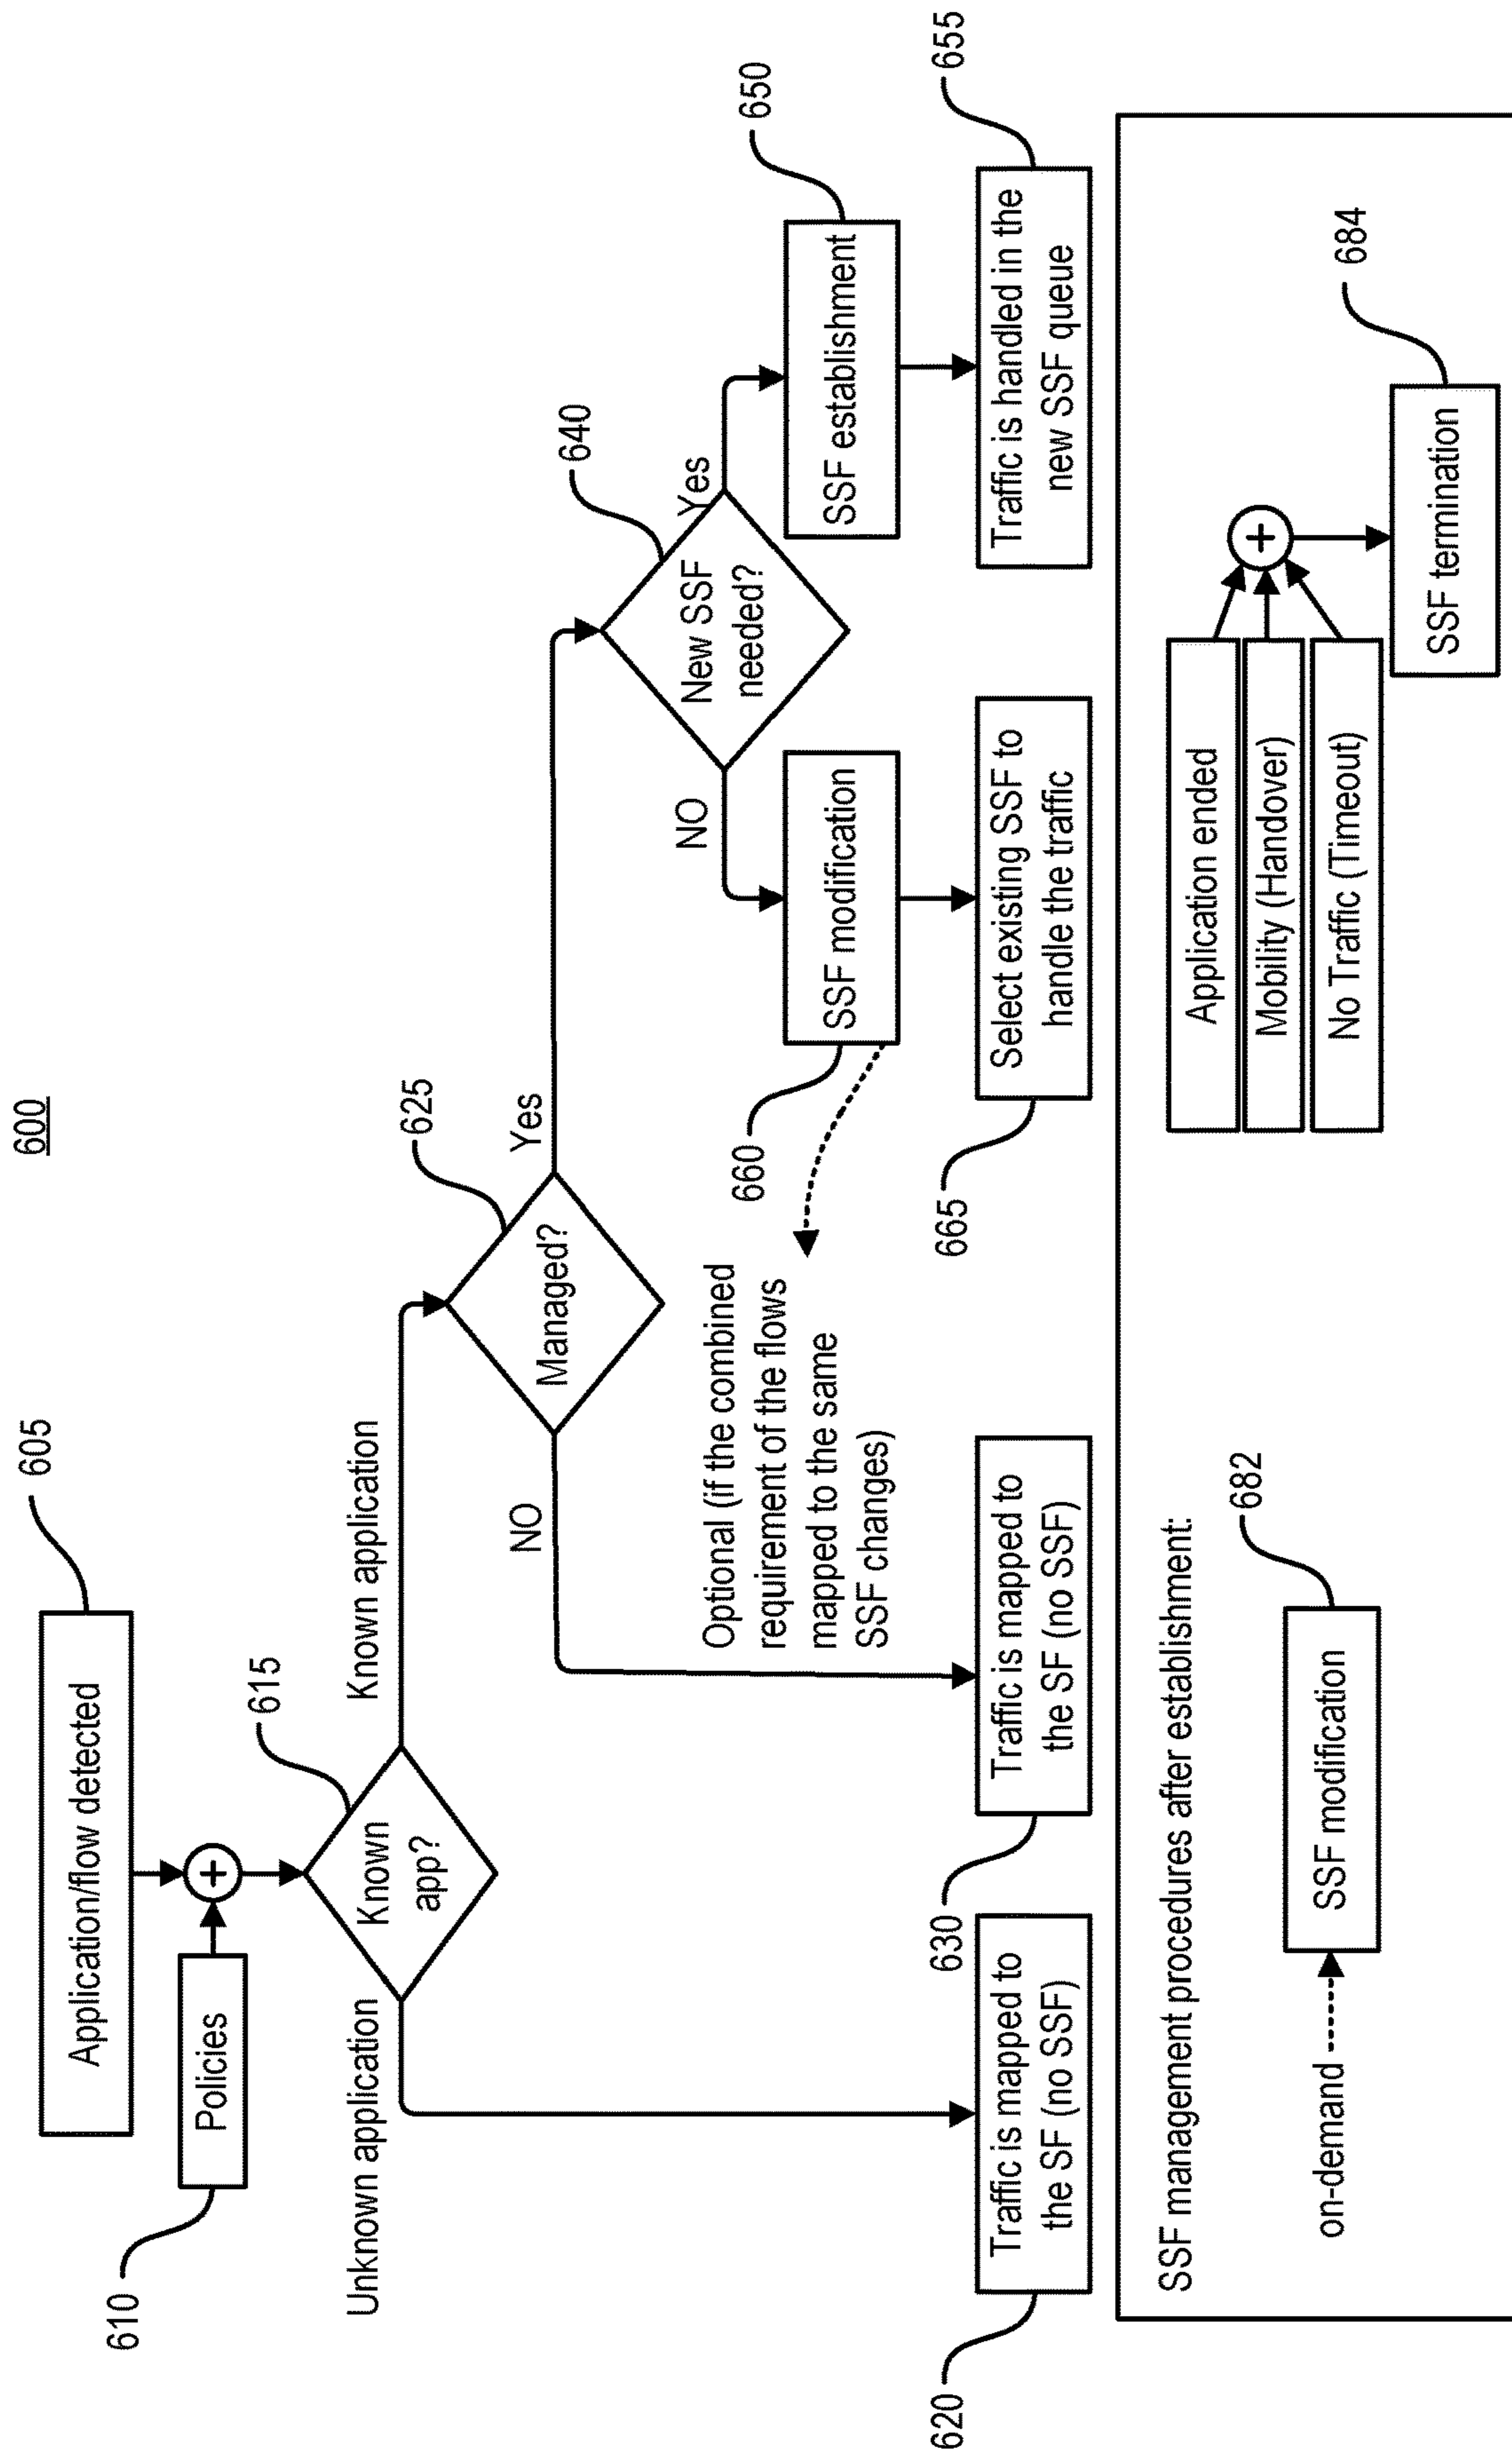 600
605
Application/flow detected
610
Policies
615
Known
app?
Unknown application
Known application
625
Managed?
NO
Yes
640
New SSF
needed?
NO
Yes
650
SSF establishment
660
SSF modification
Optional (if the combined
requirement of the flows
mapped to the same
SSF changes)
620
Traffic is mapped to
the SF (no SSF)
630
Traffic is mapped to
the SF (no SSF)
665
Select existing SSF to
handle the traffic
655
Traffic is handled in the
new SSF queue
SSF management procedures after establishment:
on-demand
682
SSF modification
Application ended
Mobility (Handover)
No Traffic (Timeout)
684
SSF termination